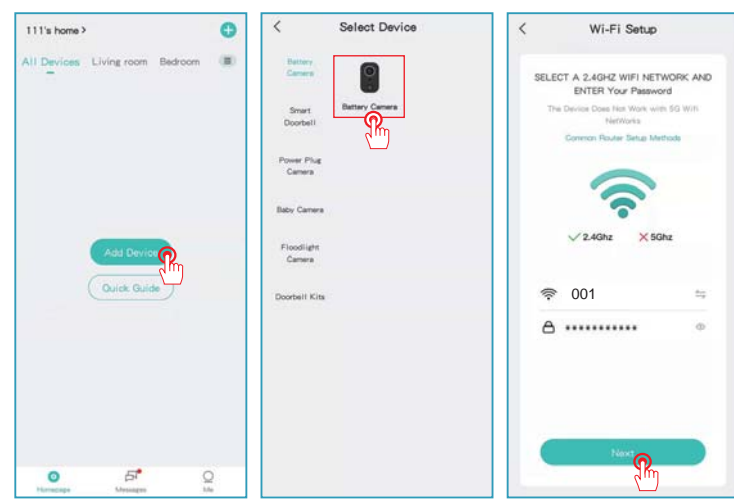 111's home >
All Devices Living room Bedroom
Add Device
Quick Guide
Homepage Messages Me
Select Device
Battery
Camera
Battery Camera
Smart
Doorbell
Power Plug
Camera
Baby Camera
Floodlight
Camera
Doorbell Kits
Wi-Fi Setup
SELECT A 2.4GHZ WIFI NETWORK AND
ENTER Your Password
The Device Does Not Work with 5G Wifi
NetWorks
Common Router Setup Methods
2.4Ghz 5Ghz
001
***********
Next